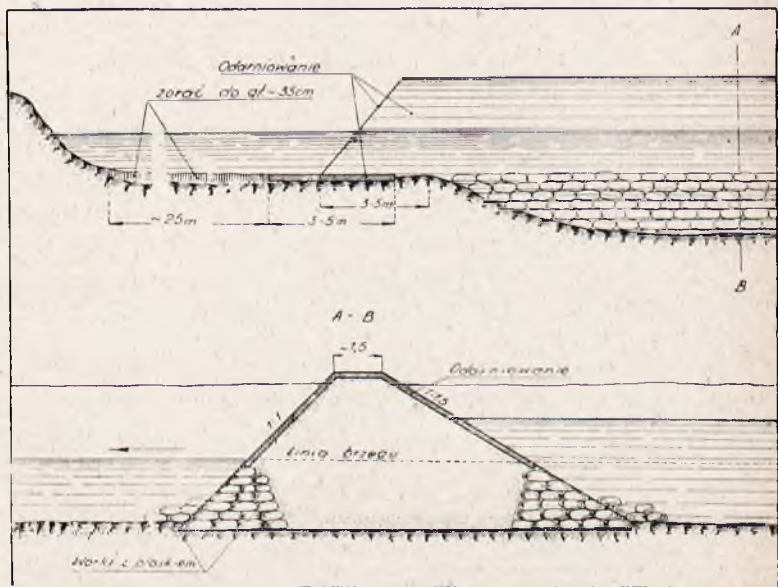 A
Odarniowanie
zorać do gł ~35cm
3-5m
~25m
3-5m
B
A - B
~1,5
Odarniowanie
1:1
1:1,5
Linia brzegu
Worki z piaskiem